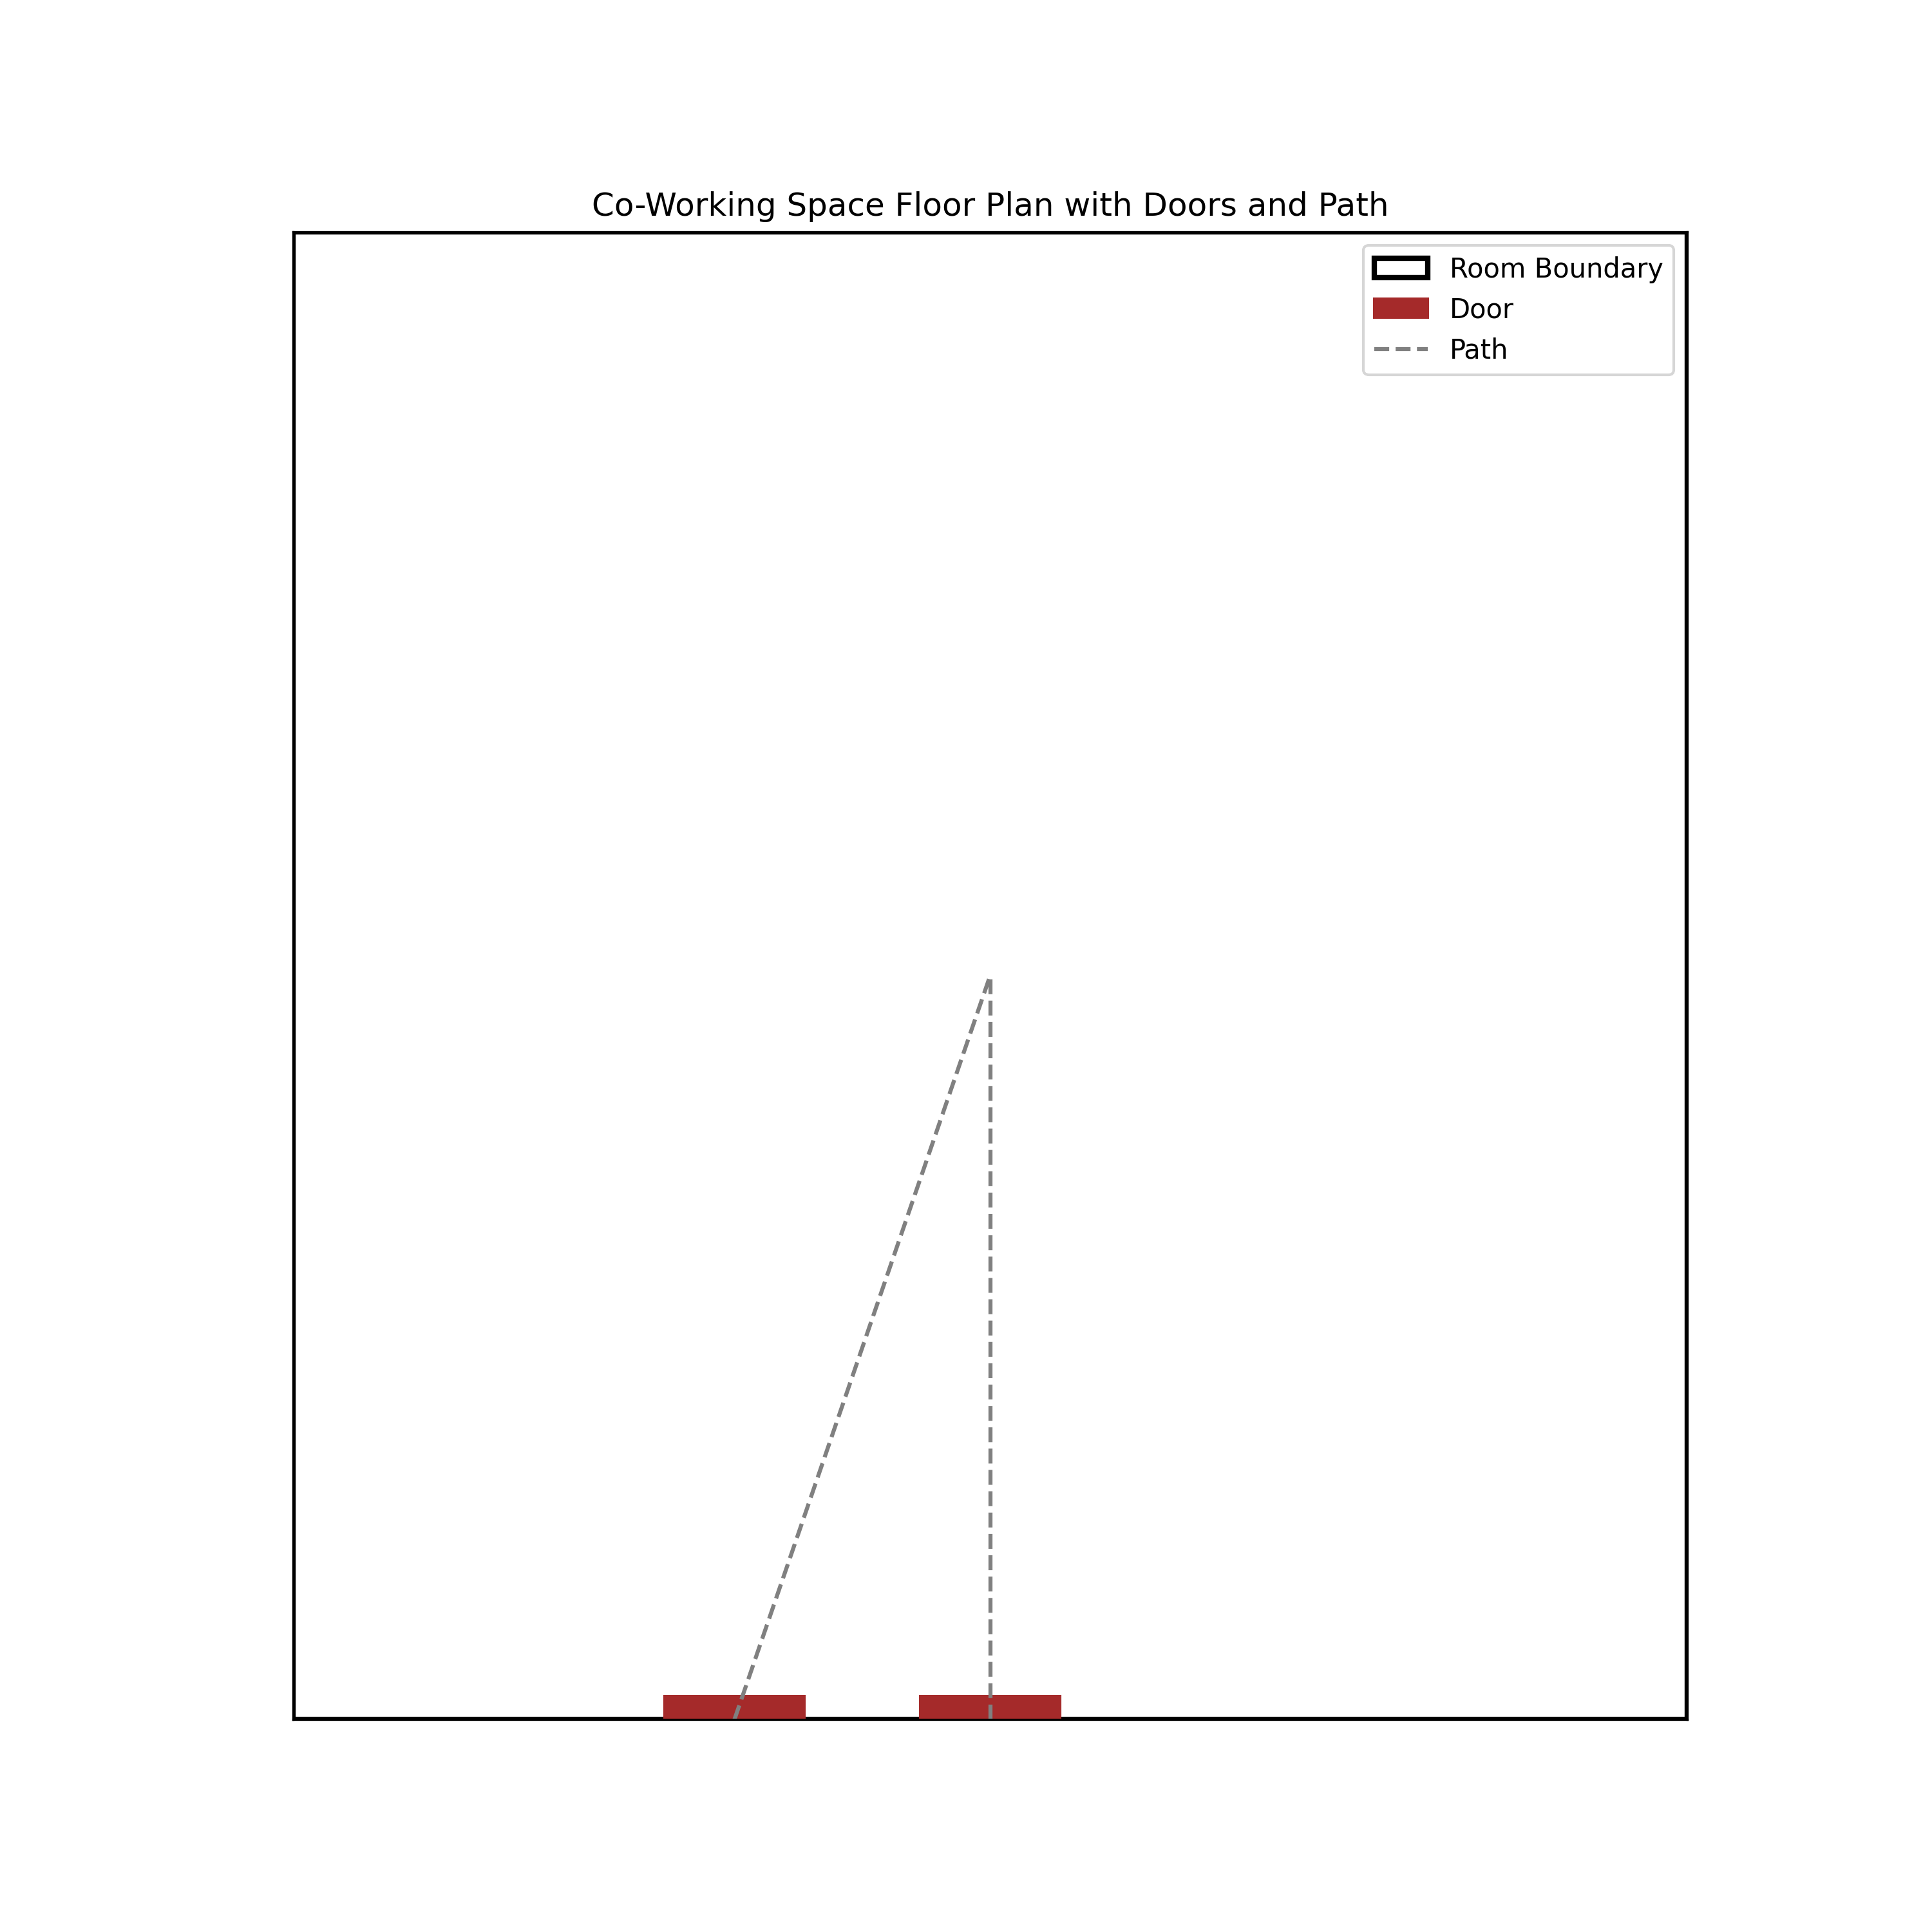 Co-Working Space Floor Plan with Doors and Path
Room Boundary
Door
Path